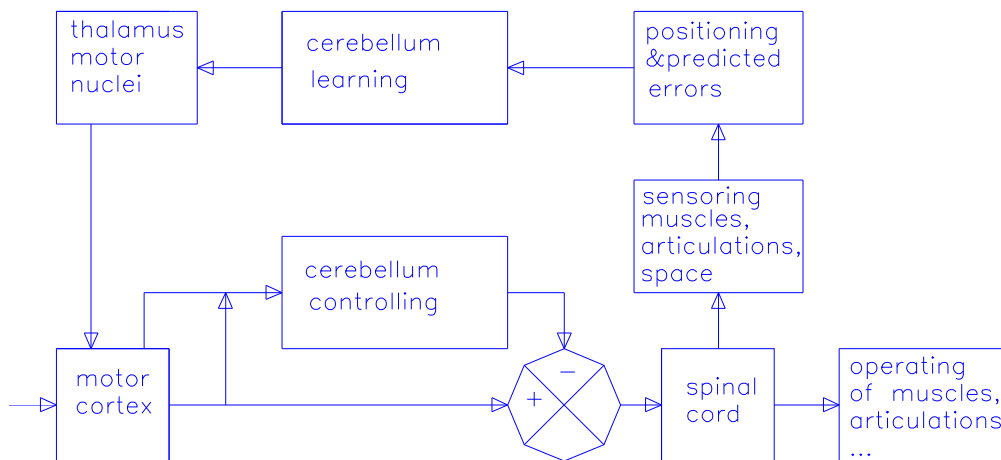 thalamus
motor
nuclei
cerebellum
learning
positioning
&predicted
errors
sensoring
muscles,
articulations,
space
cerebellum
controlling
motor
cortex
+
−
spinal
cord
operating
of muscles,
articulations
...